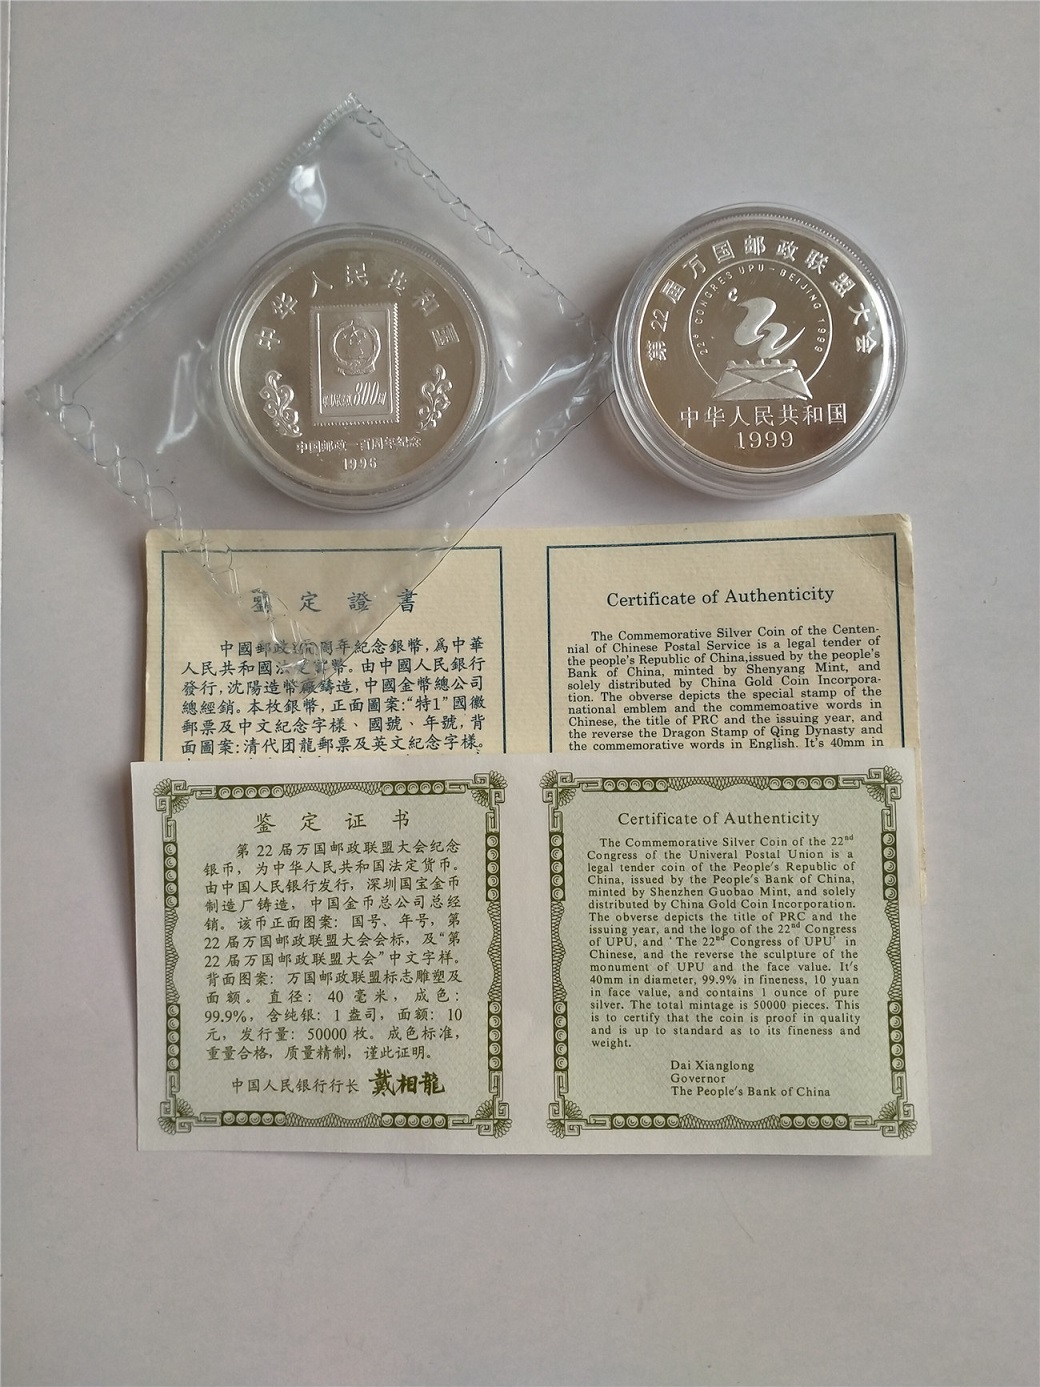 中华人民共和国
800
中国邮政一百周年纪念
1996
第22届万国邮政联盟大会
22e CONGRES UPU - BEIJING 1999
中华人民共和国
1999
鑒定證書
中國郵政 周年紀念銀幣,爲中華
人民共和國法定貨幣。由中國人民銀行
發行,沈陽造幣廠鑄造,中國金幣總公司
總經銷。本枚銀幣,正面圖案:“特1”國徽
郵票及中文紀念字樣、國號、年號,背
面圖案:清代团龍郵票及英文紀念字樣。
Certificate of Authenticity
The Commemorative Silver Coin of the Centen-
nial of Chinese Postal Service is a legal tender of
the people's Republic of China,issued by the people's
Bank of China, minted by Shenyang Mint, and
solely distributed by China Gold Coin Incorpora-
tion. The obverse depicts the special stamp of the
national emblem and the commemoative words in
Chinese, the title of PRC and the issuing year, and
the reverse the Dragon Stamp of Qing Dynasty and
the commemorative words in English. It's 40mm in
鉴定证书
第22届万国邮政联盟大会纪念
银币，为中华人民共和国法定货币。
由中国人民银行发行，深圳国宝金币
制造厂铸造，中国金币总公司总经
销。该币正面图案：国号、年号，第
22届万国邮政联盟大会会标，及“第
22届万国邮政联盟大会”中文字样。
背面图案：万国邮政联盟标志雕塑及
面额。直径：40毫米，成色：
99.9%，含纯银：1盎司，面额：10
元，发行量：50000枚。成色标准，
重量合格，质量精制，谨此证明。
中国人民银行行长 戴相龍
Certificate of Authenticity
The Commemorative Silver Coin of the 22nd
Congress of the Univeral Postal Union is a
legal tender coin of the People's Republic of
China, issued by the People's Bank of China,
minted by Shenzhen Guobao Mint, and solely
distributed by China Gold Coin Incorporation.
The obverse depicts the title of PRC and the
issuing year, and the logo of the 22nd Congress
of UPU, and 'The 22nd Congress of UPU' in
Chinese, and the reverse the sculpture of the
monument of UPU and the face value. It's
40mm in diameter, 99.9% in fineness, 10 yuan
in face value, and contains 1 ounce of pure
silver. The total mintage is 50000 pieces. This
is to certify that the coin is proof in quality
and is up to standard as to its fineness and
weight.
Dai Xianglong
Governor
The People's Bank of China